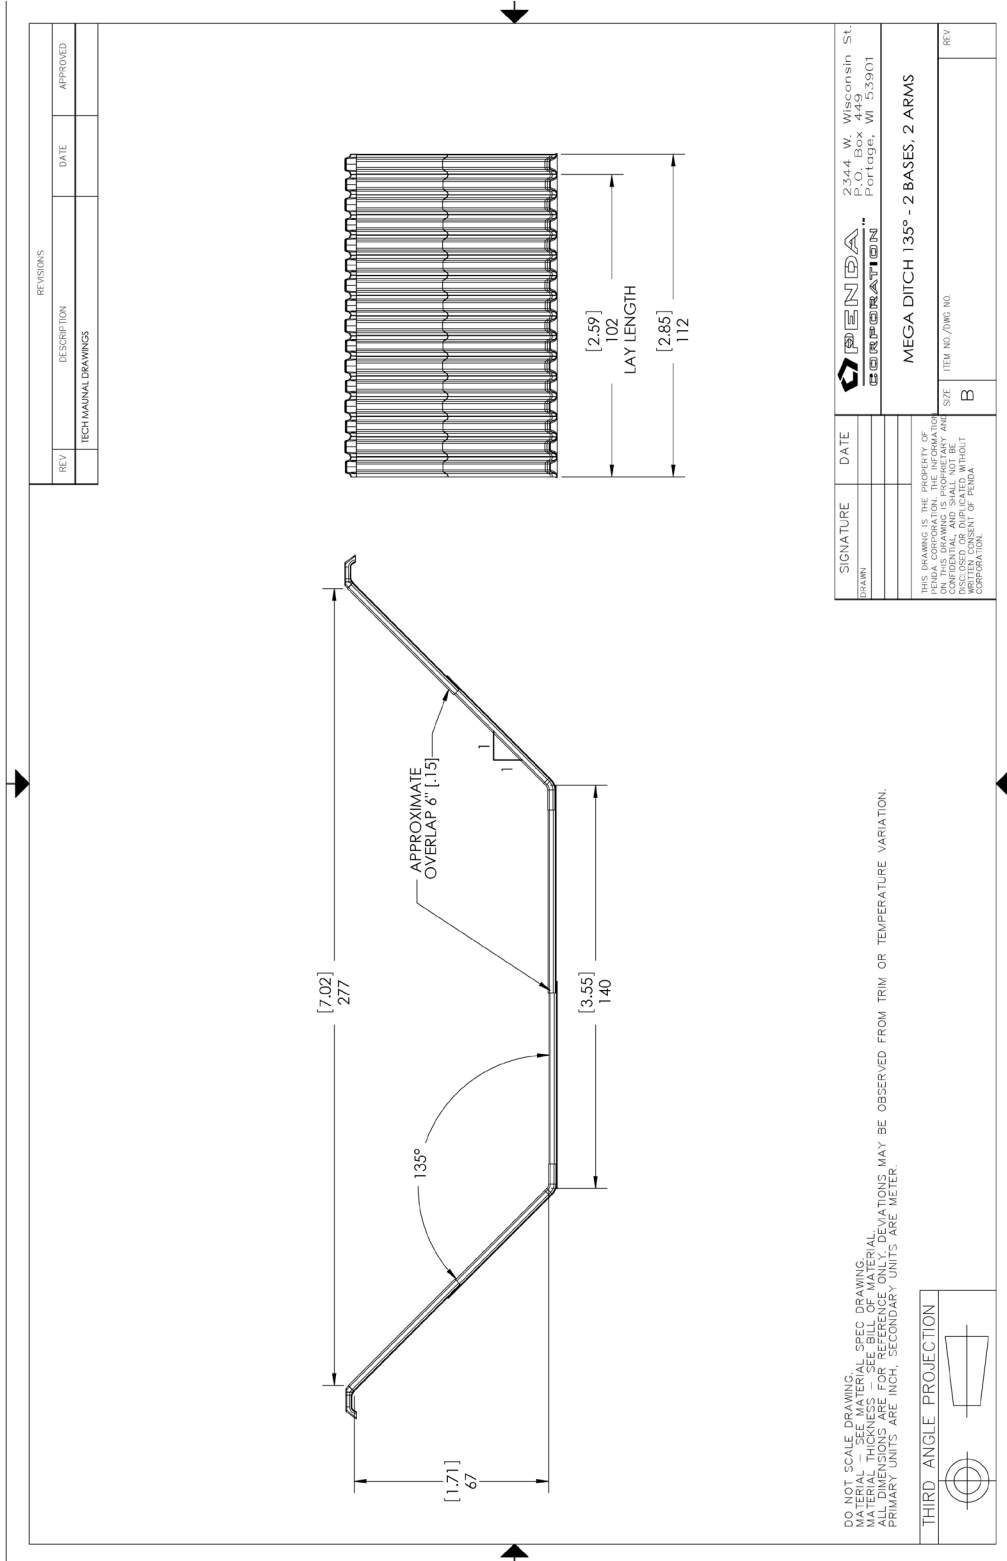 REVISIONS
REV DESCRIPTION DATE APPROVED
TECH MAUNAL DRAWINGS
[7.02]
277
135°
APPROXIMATE
OVERLAP 6" [.15]
1
1
[1.71]
67
[3.55]
140
[2.59]
102
LAY LENGTH
[2.85]
112
DO NOT SCALE DRAWING.
MATERIAL – SEE MATERIAL SPEC DRAWING.
MATERIAL THICKNESS – SEE BILL OF MATERIAL.
ALL DIMENSIONS ARE FOR REFERENCE ONLY. DEVIATIONS MAY BE OBSERVED FROM TRIM OR TEMPERATURE VARIATION.
PRIMARY UNITS ARE INCH, SECONDARY UNITS ARE METER.
THIRD ANGLE PROJECTION
SIGNATURE DATE
DRAWN
THIS DRAWING IS THE PROPERTY OF
PENDA CORPORATION. THE INFORMATION
ON THIS DRAWING IS PROPRIETARY AND
CONFIDENTIAL, AND SHALL NOT BE
DISCLOSED OR DUPLICATED WITHOUT
WRITTEN CONSENT OF PENDA
CORPORATION.
PENDA™
CORPORATION
2344 W. Wisconsin St.
P.O. Box 449
Portage, WI 53901
MEGA DITCH 135° - 2 BASES, 2 ARMS
SIZE ITEM NO./DWG NO. REV
B